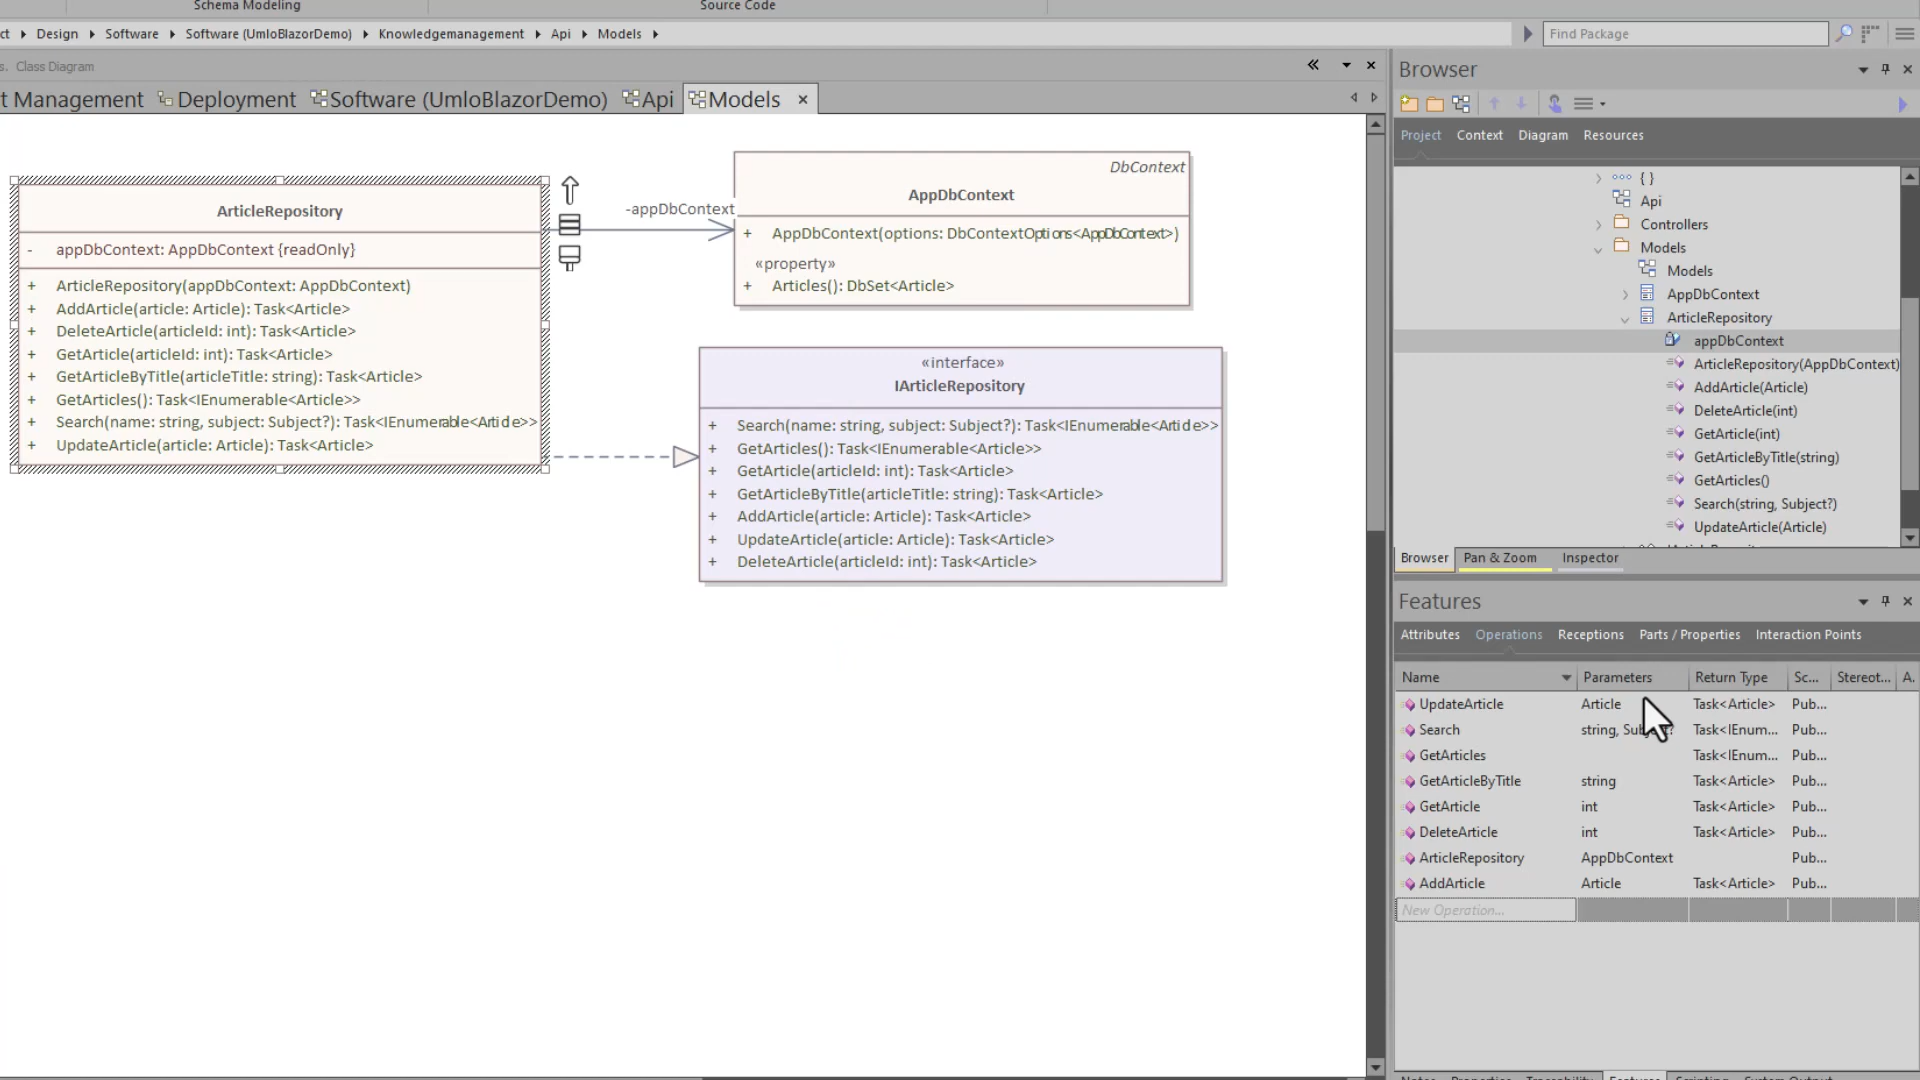 Schema Modeling
Source Code
ct Design Software Software (UmloBlazorDemo) Knowledgemanagement Api Models
Find Package
s. Class Diagram
t Management Deployment Software (UmloBlazorDemo) Api Models
DbContext
AppDbContext
+ AppDbContext(options: DbContextOptions<AppDbContext>)
«property»
+ Articles(): DbSet<Article>
-appDbContext
ArticleRepository
- appDbContext: AppDbContext {readOnly}
+ ArticleRepository(appDbContext: AppDbContext)
+ AddArticle(article: Article): Task<Article>
+ DeleteArticle(articleId: int): Task<Article>
+ GetArticle(articleId: int): Task<Article>
+ GetArticleByTitle(articleTitle: string): Task<Article>
+ GetArticles(): Task<IEnumerable<Article>>
+ Search(name: string, subject: Subject?): Task<IEnumerable<Article>>
+ UpdateArticle(article: Article): Task<Article>
«interface»
IArticleRepository
+ Search(name: string, subject: Subject?): Task<IEnumerable<Article>>
+ GetArticles(): Task<IEnumerable<Article>>
+ GetArticle(articleId: int): Task<Article>
+ GetArticleByTitle(articleTitle: string): Task<Article>
+ AddArticle(article: Article): Task<Article>
+ UpdateArticle(article: Article): Task<Article>
+ DeleteArticle(articleId: int): Task<Article>
Browser
Project Context Diagram Resources
{ }
Api
Controllers
Models
Models
AppDbContext
ArticleRepository
appDbContext
ArticleRepository(AppDbContext)
AddArticle(Article)
DeleteArticle(int)
GetArticle(int)
GetArticleByTitle(string)
GetArticles()
Search(string, Subject?)
UpdateArticle(Article)
Browser Pan & Zoom Inspector
Features
Attributes Operations Receptions Parts / Properties Interaction Points
Name Parameters Return Type Sc... Stereot... A.
UpdateArticle Article Task<Article> Pub...
Search string, Subject? Task<IEnum... Pub...
GetArticles Task<IEnum... Pub...
GetArticleByTitle string Task<Article> Pub...
GetArticle int Task<Article> Pub...
DeleteArticle int Task<Article> Pub...
ArticleRepository AppDbContext Pub...
AddArticle Article Task<Article> Pub...
New Operation...